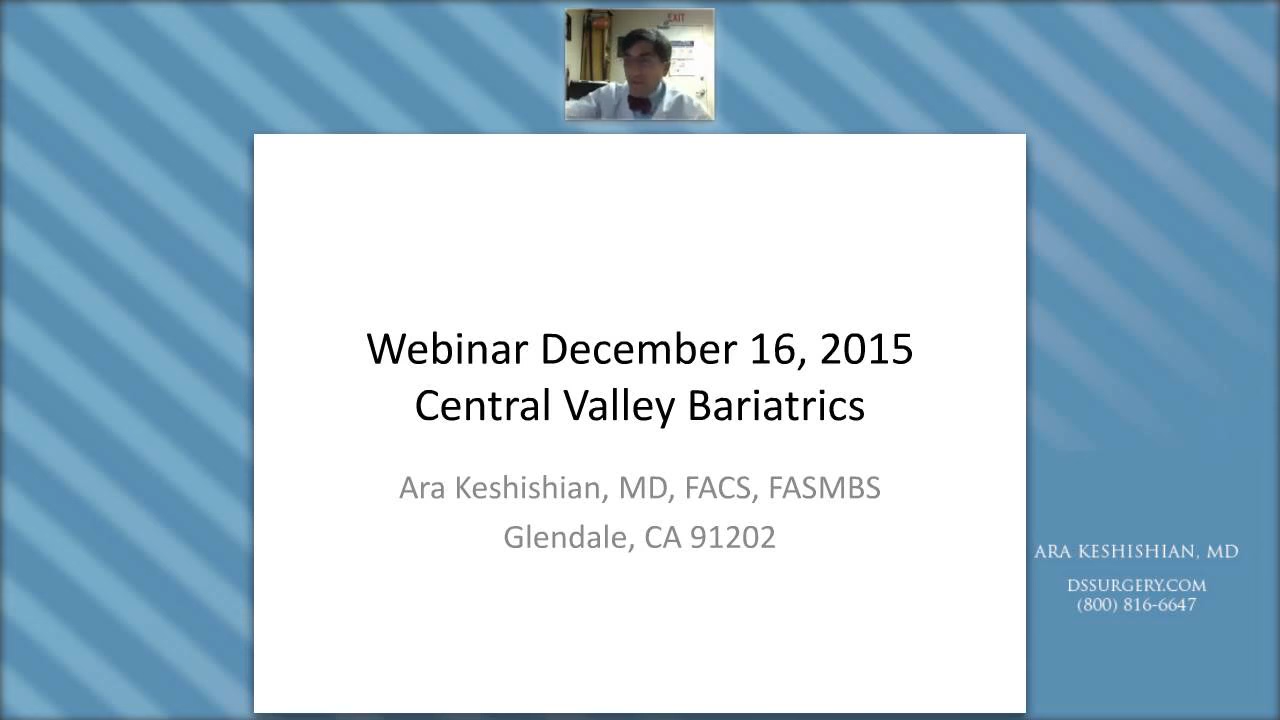 EXIT
Webinar December 16, 2015
Central Valley Bariatrics
Ara Keshishian, MD, FACS, FASMBS
Glendale, CA 91202
ARA KESHISHIAN, MD
DSSURGERY.COM
(800) 816-6647